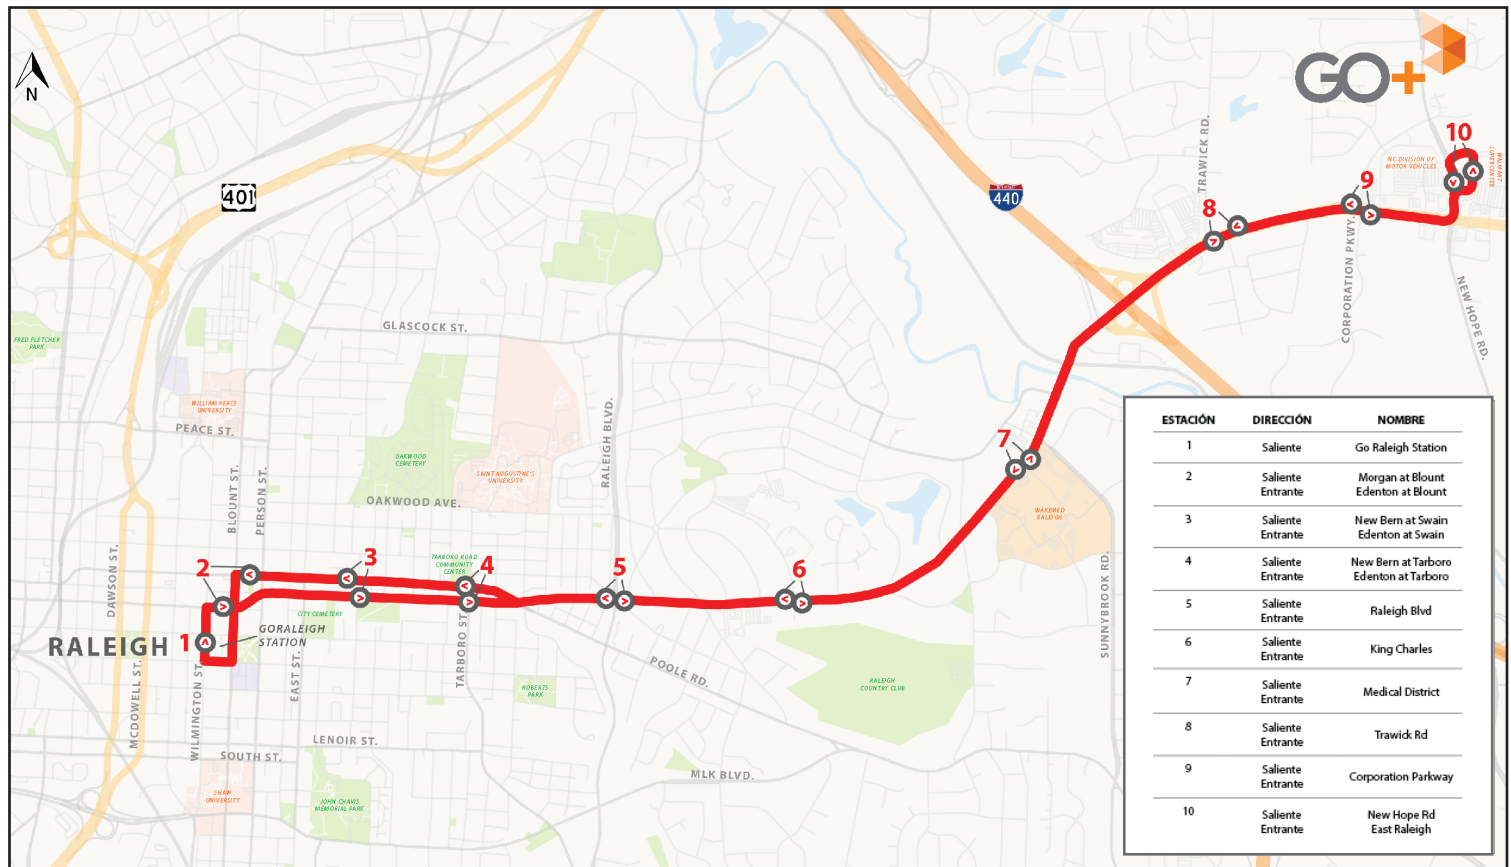 N
401
INTERSTATE
440
GO+
TRAWICK RD.
CORPORATION PKWY.
NEW HOPE RD.
NC DIVISION OF
MOTOR VEHICLES
WALMART
SUPERCENTER
10
9
8
7
6
5
4
3
2
1
FRED FLETCHER
PARK
GLASCOCK ST.
WILLIAM PEACE
UNIVERSITY
PEACE ST.
OAKWOOD
CEMETERY
SAINT AUGUSTINE'S
UNIVERSITY
RALEIGH BLVD.
OAKWOOD AVE.
BLOUNT ST.
PERSON ST.
WAKEMED
RALEIGH
DAWSON ST.
TARBORO ROAD
COMMUNITY
CENTER
CITY CEMETERY
RALEIGH
GORALEIGH
STATION
SUNNYBROOK RD.
MCDOWELL ST.
WILMINGTON ST.
EAST ST.
TARBORO ST.
POOLE RD.
ROBERTS
PARK
RALEIGH
COUNTRY CLUB
LENOIR ST.
SOUTH ST.
MLK BLVD.
SHAW
UNIVERSITY
JOHN CHAVIS
MEMORIAL PARK
ESTACIÓN DIRECCIÓN NOMBRE
1 Saliente Go Raleigh Station
2 Saliente Morgan at Blount
Entrante Edenton at Blount
3 Saliente New Bern at Swain
Entrante Edenton at Swain
4 Saliente New Bern at Tarboro
Entrante Edenton at Tarboro
5 Saliente
Entrante Raleigh Blvd
6 Saliente
Entrante King Charles
7 Saliente
Entrante Medical District
8 Saliente
Entrante Trawick Rd
9 Saliente
Entrante Corporation Parkway
10 Saliente New Hope Rd
Entrante East Raleigh